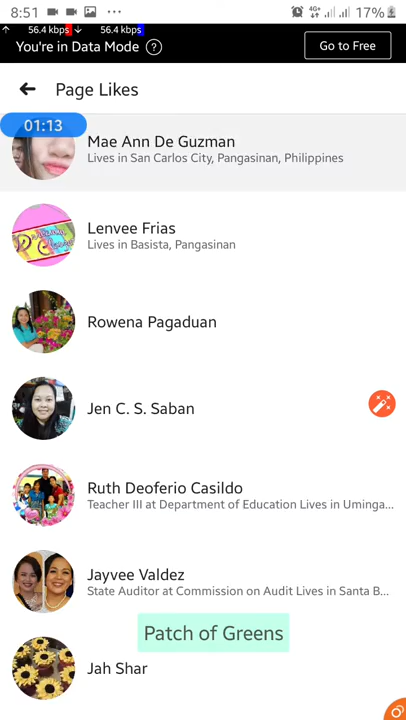 8:51
4G+
17%
56.4 kbps
56.4 kbps
You're in Data Mode ?
Go to Free
Page Likes
01:13
Mae Ann De Guzman
Lives in San Carlos City, Pangasinan, Philippines
Lenvee Frias
Lives in Basista, Pangasinan
Rowena Pagaduan
Jen C. S. Saban
Ruth Deoferio Casildo
Teacher III at Department of Education Lives in Uminga...
Jayvee Valdez
State Auditor at Commission on Audit Lives in Santa B...
Patch of Greens
Jah Shar